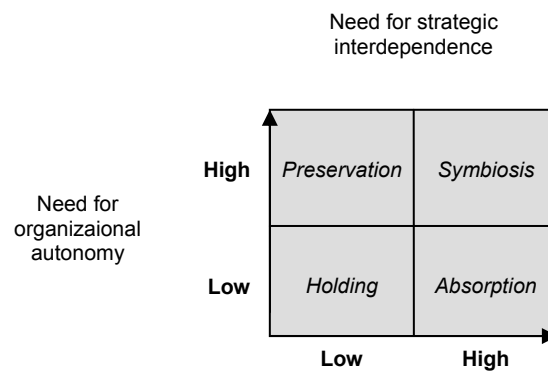 Need for strategic
interdependence
High
Preservation
Symbiosis
Need for
organizaional
autonomy
Low
Holding
Absorption
Low
High